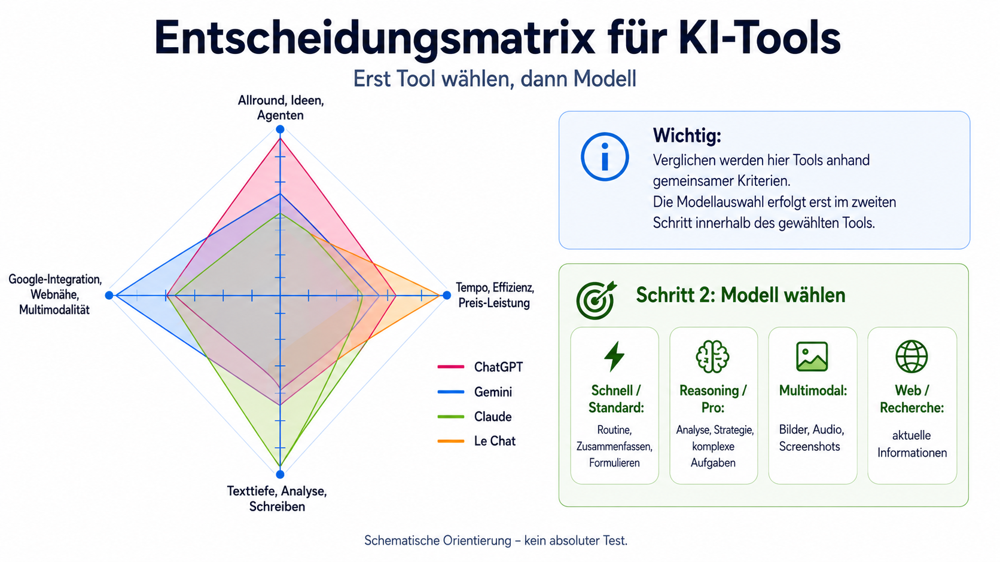 Entscheidungsmatrix für KI-Tools
Erst Tool wählen, dann Modell
Allround, Ideen,
Agenten
Google-Integration,
Webnähe,
Multimodalität
Tempo, Effizienz,
Preis-Leistung
Texttiefe, Analyse,
Schreiben
ChatGPT
Gemini
Claude
Le Chat
Wichtig:
Verglichen werden hier Tools anhand
gemeinsamer Kriterien.
Die Modellauswahl erfolgt erst im zweiten
Schritt innerhalb des gewählten Tools.
Schritt 2: Modell wählen
Schnell /
Standard:
Routine,
Zusammenfassen,
Formulieren
Reasoning /
Pro:
Analyse, Strategie,
komplexe
Aufgaben
Multimodal:
Bilder, Audio,
Screenshots
Web /
Recherche:
aktuelle
Informationen
Schematische Orientierung – kein absoluter Test.